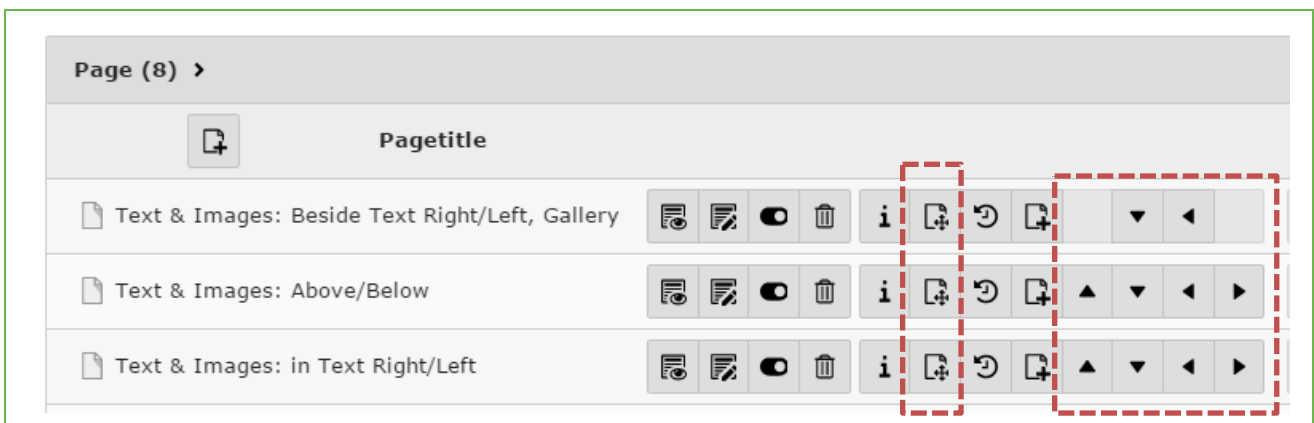 Page (8)
Pagetitle
Text & Images: Beside Text Right/Left, Gallery
Text & Images: Above/Below
Text & Images: in Text Right/Left